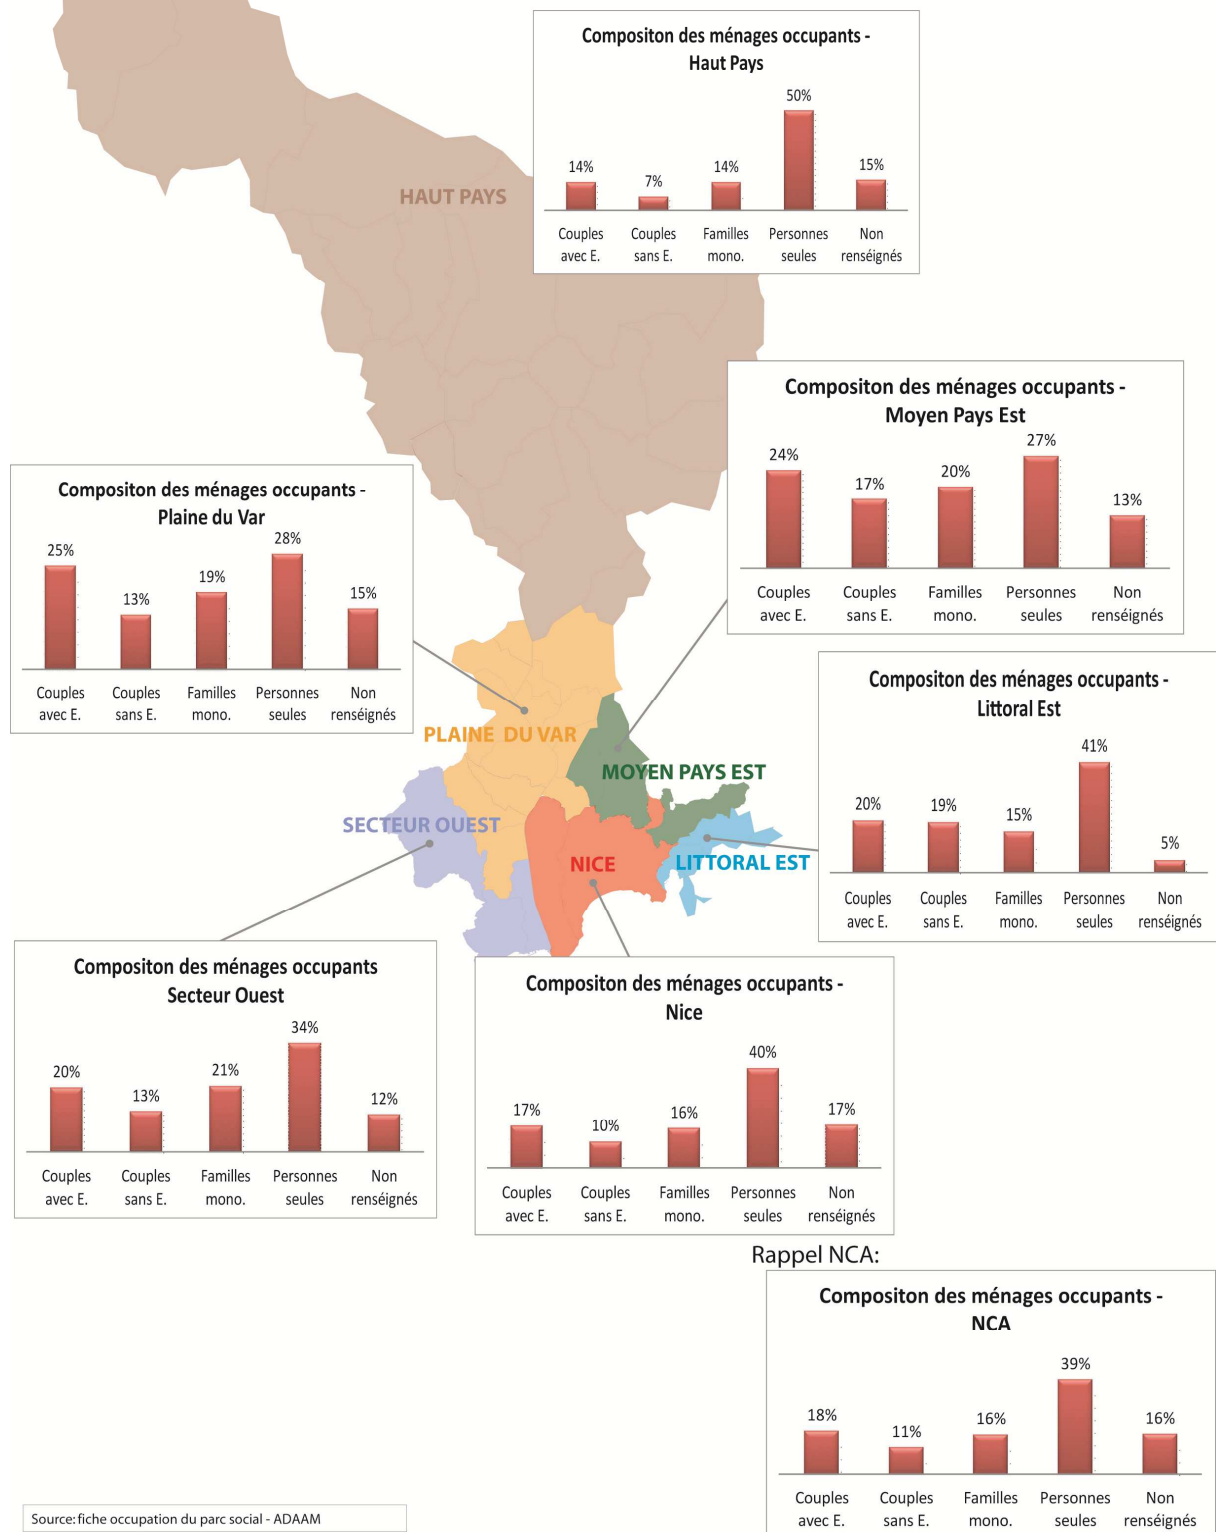 Compositon des ménages occupants -
Haut Pays
50%
14%
7%
14%
15%
Couples
avec E.
Couples
sans E.
Familles
mono.
Personnes
seules
Non
renséignés
HAUT PAYS
Compositon des ménages occupants -
Moyen Pays Est
24%
17%
20%
27%
13%
Couples
avec E.
Couples
sans E.
Familles
mono.
Personnes
seules
Non
renséignés
Compositon des ménages occupants -
Plaine du Var
25%
13%
19%
28%
15%
Couples
avec E.
Couples
sans E.
Familles
mono.
Personnes
seules
Non
renséignés
Compositon des ménages occupants -
Littoral Est
20%
19%
15%
41%
5%
Couples
avec E.
Couples
sans E.
Familles
mono.
Personnes
seules
Non
renséignés
PLAINE DU VAR
MOYEN PAYS EST
SECTEUR OUEST
NICE
LITTORAL EST
Compositon des ménages occupants
Secteur Ouest
20%
13%
21%
34%
12%
Couples
avec E.
Couples
sans E.
Familles
mono.
Personnes
seules
Non
renséignés
Compositon des ménages occupants -
Nice
17%
10%
16%
40%
17%
Couples
avec E.
Couples
sans E.
Familles
mono.
Personnes
seules
Non
renséignés
Rappel NCA:
Compositon des ménages occupants -
NCA
18%
11%
16%
39%
16%
Couples
avec E.
Couples
sans E.
Familles
mono.
Personnes
seules
Non
renséignés
Source: fiche occupation du parc social - ADAAM